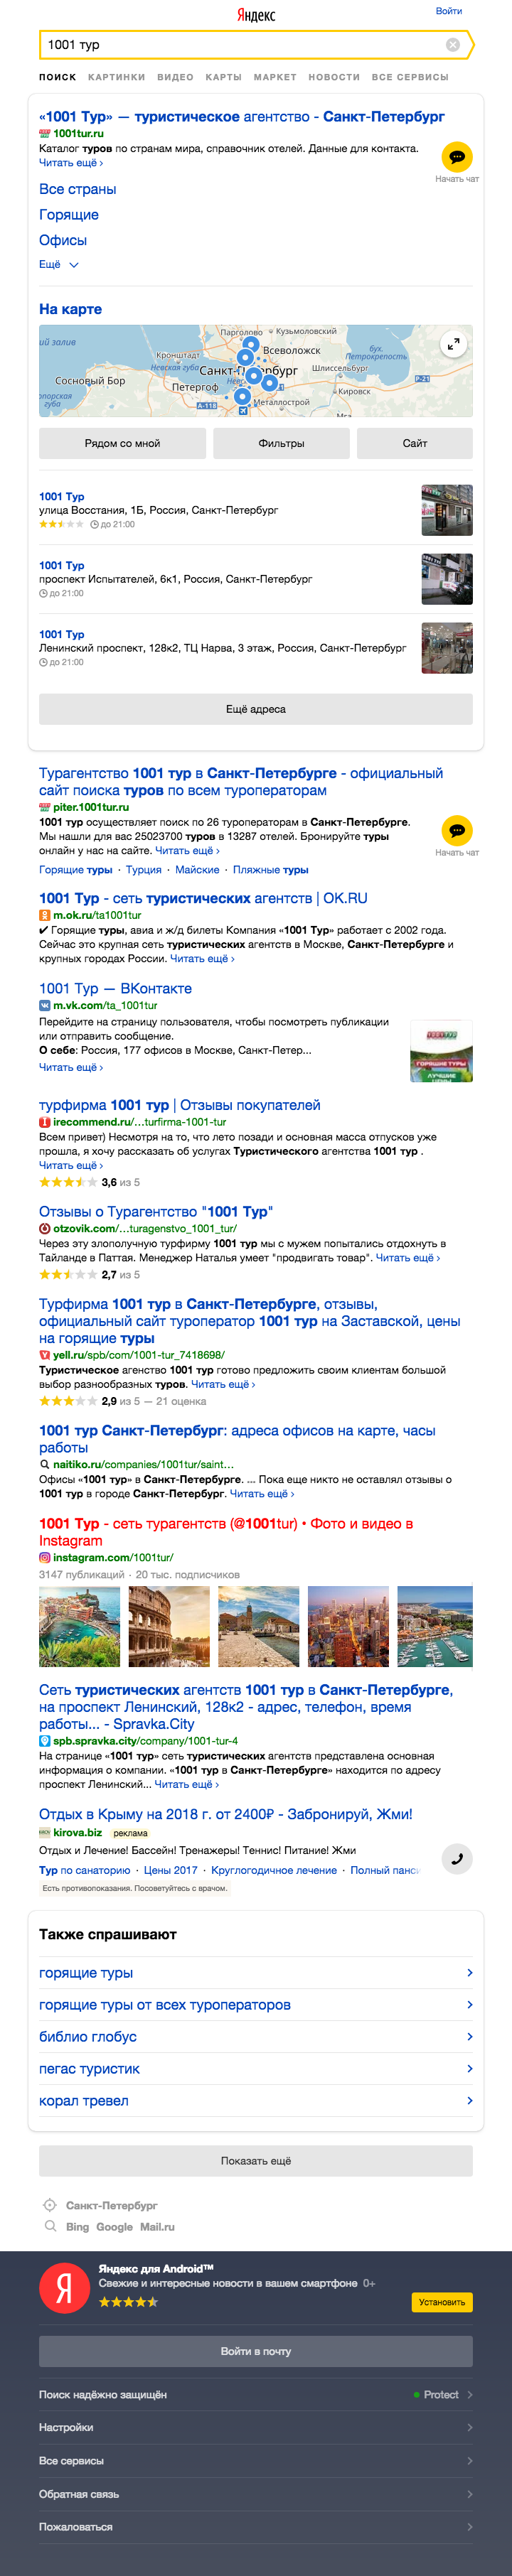 Яндекс
Войти
1001 тур
ПОИСК КАРТИНКИ ВИДЕО КАРТЫ МАРКЕТ НОВОСТИ ВСЕ СЕРВИСЫ
«1001 Тур» — туристическое агентство - Санкт-Петербург
1001tur.ru
Каталог туров по странам мира, справочник отелей. Данные для контакта.
Читать ещё ›
Начать чат
Все страны
Горящие
Офисы
Ещё
На карте
Парголово
Кузьмоловский
ий залив
Кронштадт
Всеволожск
бух. Петрокрепость
Невская губа
Шлиссельбург
Сосновый Бор
Петергоф
Кировск
порская губа
А-118
Металлострой
Мга
Рядом со мной
Фильтры
Сайт
1001 Тур
улица Восстания, 1Б, Россия, Санкт-Петербург
до 21:00
1001 Тур
проспект Испытателей, 6к1, Россия, Санкт-Петербург
до 21:00
1001 Тур
Ленинский проспект, 128к2, ТЦ Нарва, 3 этаж, Россия, Санкт-Петербург
до 21:00
Ещё адреса
Турагентство 1001 тур в Санкт-Петербурге - официальный
сайт поиска туров по всем туроператорам
piter.1001tur.ru
1001 тур осуществляет поиск по 26 туроператорам в Санкт-Петербурге.
Мы нашли для вас 25023700 туров в 13287 отелей. Бронируйте туры
онлайн у нас на сайте. Читать ещё ›
Начать чат
Горящие туры · Турция · Майские · Пляжные туры
1001 Тур - сеть туристических агентств | OK.RU
m.ok.ru/ta1001tur
✔ Горящие туры, авиа и ж/д билеты Компания «1001 Тур» работает с 2002 года.
Сейчас это крупная сеть туристических агентств в Москве, Санкт-Петербурге и
крупных городах России. Читать ещё ›
1001 Тур — ВКонтакте
m.vk.com/ta_1001tur
Перейдите на страницу пользователя, чтобы посмотреть публикации
или отправить сообщение.
О себе: Россия, 177 офисов в Москве, Санкт-Петер...
Читать ещё ›
ГОРЯЩИЕ ТУРЫ
ЛУЧШИЕ
ЦЕНЫ
турфирма 1001 тур | Отзывы покупателей
irecommend.ru/…turfirma-1001-tur
Всем привет) Несмотря на то, что лето позади и основная масса отпусков уже
прошла, я хочу рассказать об услугах Туристического агентства 1001 тур .
Читать ещё ›
3,6 из 5
Отзывы о Турагентство "1001 Тур"
otzovik.com/…turagenstvo_1001_tur/
Через эту злополучную турфирму 1001 тур мы с мужем попытались отдохнуть в
Тайланде в Паттая. Менеджер Наталья умеет "продвигать товар". Читать ещё ›
2,7 из 5
Турфирма 1001 тур в Санкт-Петербурге, отзывы,
официальный сайт туроператор 1001 тур на Заставской, цены
на горящие туры
yell.ru/spb/com/1001-tur_7418698/
Туристическое агенство 1001 тур готово предложить своим клиентам большой
выбор разнообразных туров. Читать ещё ›
2,9 из 5 — 21 оценка
1001 тур Санкт-Петербург: адреса офисов на карте, часы
работы
naitiko.ru/companies/1001tur/saint…
Офисы «1001 тур» в Санкт-Петербурге. ... Пока еще никто не оставлял отзывы о
1001 тур в городе Санкт-Петербург. Читать ещё ›
1001 Тур - сеть турагентств (@1001tur) • Фото и видео в
Instagram
instagram.com/1001tur/
3147 публикаций · 20 тыс. подписчиков
Сеть туристических агентств 1001 тур в Санкт-Петербурге,
на проспект Ленинский, 128к2 - адрес, телефон, время
работы... - Spravka.City
spb.spravka.city/company/1001-tur-4
На странице «1001 тур» сеть туристических агентств представлена основная
информация о компании. «1001 тур в Санкт-Петербурге» находится по адресу
проспект Ленинский... Читать ещё ›
Отдых в Крыму на 2018 г. от 2400₽ - Забронируй, Жми!
kirova.biz реклама
Отдых и Лечение! Бассейн! Тренажеры! Теннис! Питание! Жми
Тур по санаторию · Цены 2017 · Круглогодичное лечение · Полный панси
Есть противопоказания. Посоветуйтесь с врачом.
Также спрашивают
горящие туры
горящие туры от всех туроператоров
библио глобус
пегас туристик
корал тревел
Показать ещё
Санкт-Петербург
Bing Google Mail.ru
Я
Яндекс для Android™
Свежие и интересные новости в вашем смартфоне 0+
Установить
Войти в почту
Поиск надёжно защищён
Protect
Настройки
Все сервисы
Обратная связь
Пожаловаться